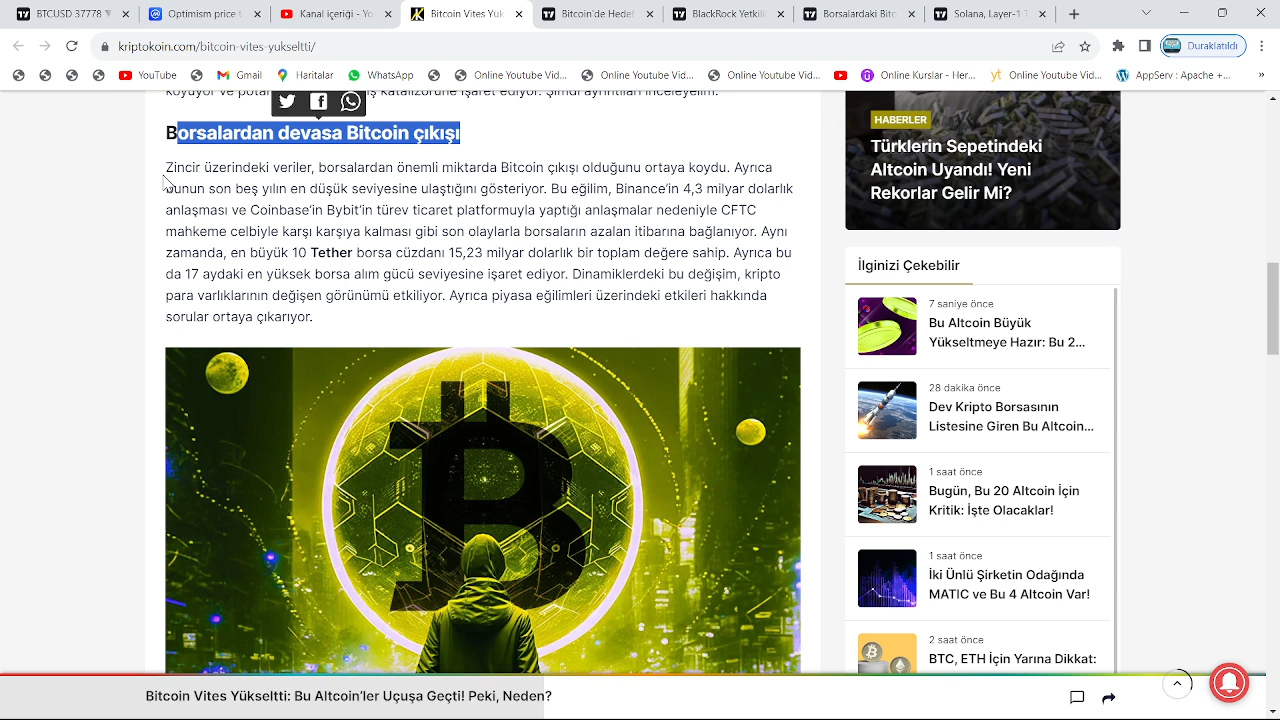 BTCUSD 37778
Optimism price t
Kanal içeriği - Yo
Bitcoin Vites Yük
Bitcoin'de Hedef
BlackRock Yetkili
Borsalardaki Bitc
Solana, Layer-1 T
kriptokoin.com/bitcoin-vites-yukseltti/
Duraklatıldı
YouTube
Gmail
Haritalar
WhatsApp
Online Youtube Vid...
Online Youtube Vid...
Online Youtube Vid...
Online Kurslar - Her...
Online Youtube Vid...
AppServ : Apache +...
Borsalardan devasa Bitcoin çıkışı
Zincir üzerindeki veriler, borsalardan önemli miktarda Bitcoin çıkışı olduğunu ortaya koydu. Ayrıca
bunun son beş yılın en düşük seviyesine ulaştığını gösteriyor. Bu eğilim, Binance'in 4,3 milyar dolarlık
anlaşması ve Coinbase'in Bybit'in türev ticaret platformuyla yaptığı anlaşmalar nedeniyle CFTC
mahkeme celbiyle karşı karşıya kalması gibi son olaylarla borsaların azalan itibarına bağlanıyor. Aynı
zamanda, en büyük 10 Tether borsa cüzdanı 15,23 milyar dolarlık bir toplam değere sahip. Ayrıca bu
da 17 aydaki en yüksek borsa alım gücü seviyesine işaret ediyor. Dinamiklerdeki bu değişim, kripto
para varlıklarının değişen görünümü etkiliyor. Ayrıca piyasa eğilimleri üzerindeki etkileri hakkında
sorular ortaya çıkarıyor.
HABERLER
Türklerin Sepetindeki
Altcoin Uyandı! Yeni
Rekorlar Gelir Mi?
İlginizi Çekebilir
7 saniye önce
Bu Altcoin Büyük
Yükseltmeye Hazır: Bu 2...
28 dakika önce
Dev Kripto Borsasının
Listesine Giren Bu Altcoin...
1 saat önce
Bugün, Bu 20 Altcoin İçin
Kritik: İşte Olacaklar!
1 saat önce
İki Ünlü Şirketin Odağında
MATIC ve Bu 4 Altcoin Var!
2 saat önce
BTC, ETH İçin Yarına Dikkat:
Bitcoin Vites Yükseltti: Bu Altcoin'ler Uçuşa Geçti! Peki, Neden?